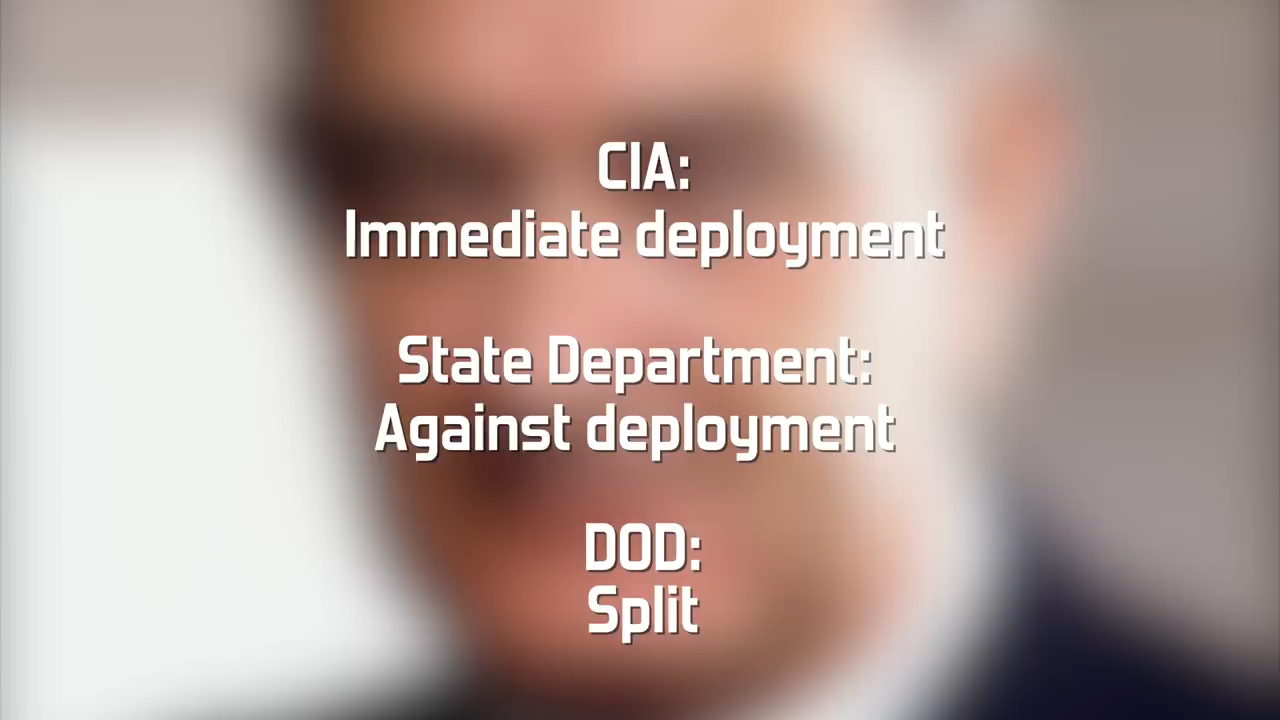 CIA:
Immediate deployment
State Department:
Against deployment
DOD:
Split